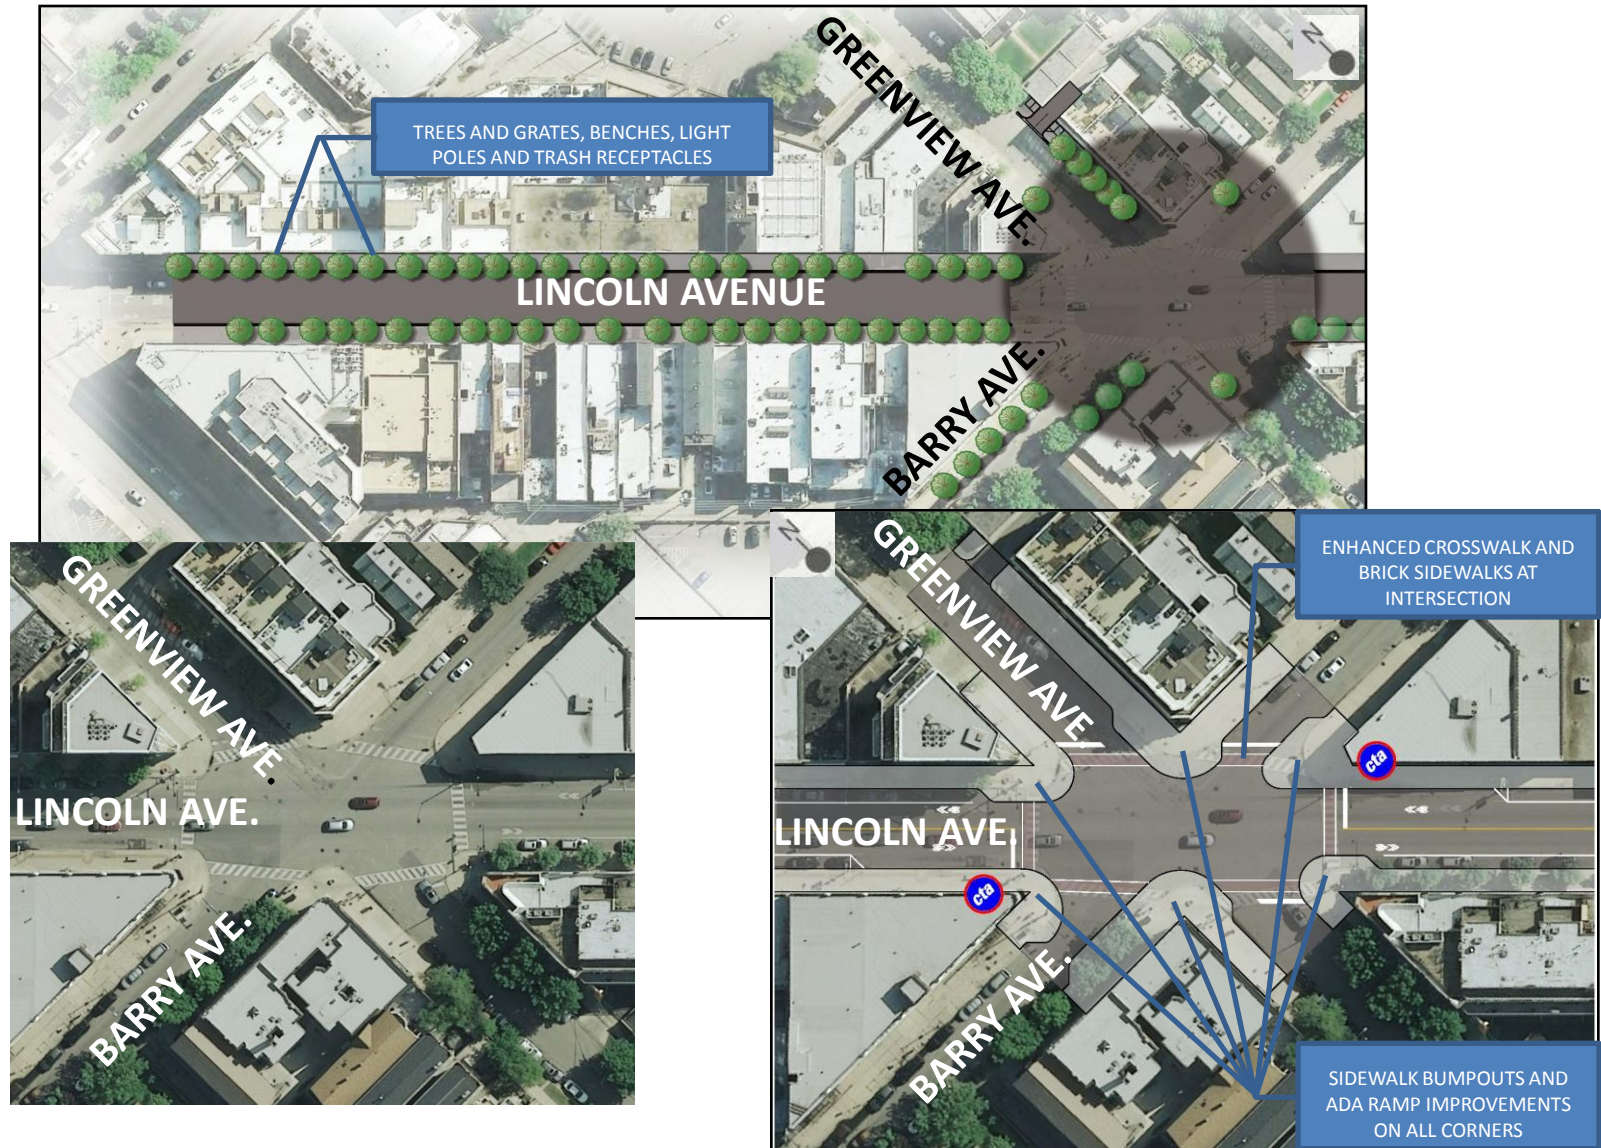 GREENVIEW AVE.
N
TREES AND GRATES, BENCHES, LIGHT
POLES AND TRASH RECEPTACLES
LINCOLN AVENUE
BARRY AVE.
GREENVIEW AVE.
LINCOLN AVE.
BARRY AVE.
N
GREENVIEW AVE.
ENHANCED CROSSWALK AND
BRICK SIDEWALKS AT
INTERSECTION
cta
LINCOLN AVE.
cta
BARRY AVE.
SIDEWALK BUMPOUTS AND
ADA RAMP IMPROVEMENTS
ON ALL CORNERS